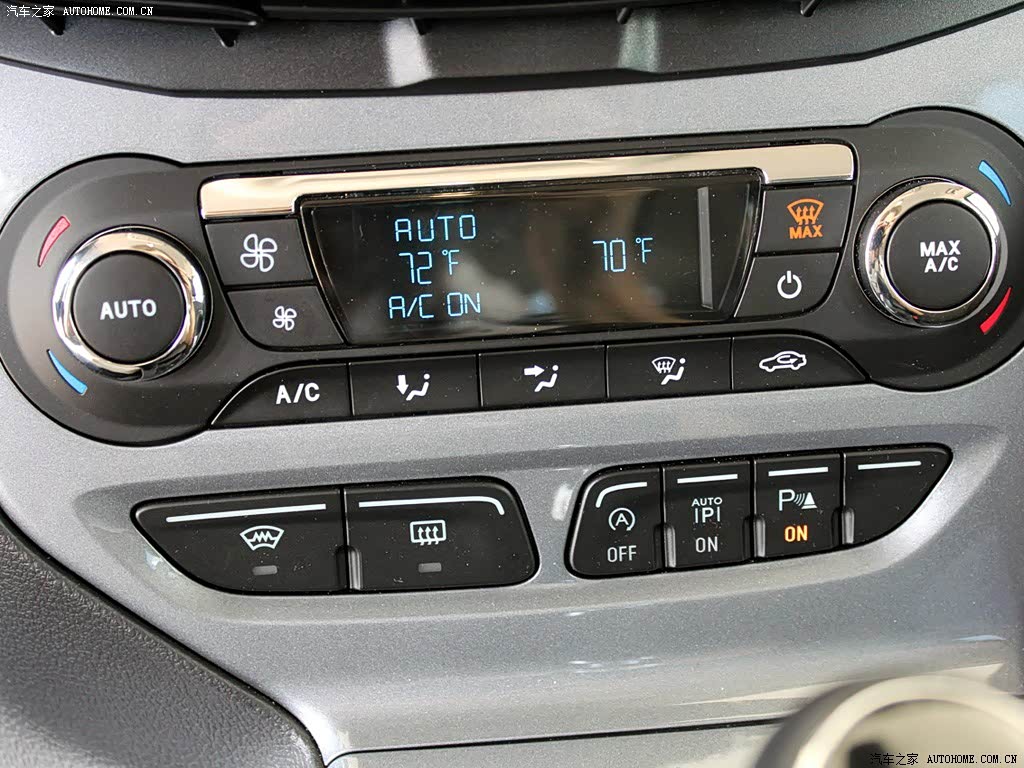 汽车之家 AUTOHOME.COM.CN
AUTO
72°F
A/C ON
70°F
MAX
AUTO
MAX
A/C
A/C
A
OFF
AUTO
IPI
ON
P
ON
汽车之家 AUTOHOME.COM.CN